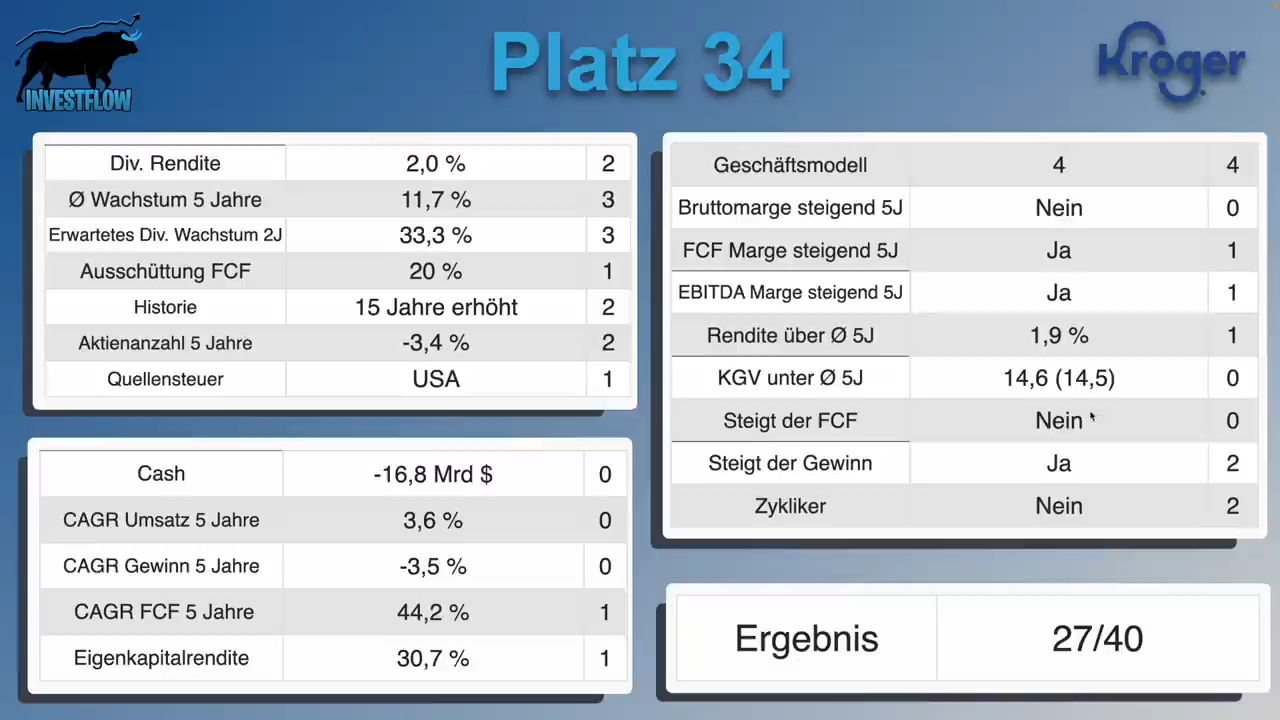 INVESTFLOW
Platz 34
Kroger
Div. Rendite 2,0 % 2
Ø Wachstum 5 Jahre 11,7 % 3
Erwartetes Div. Wachstum 2J 33,3 % 3
Ausschüttung FCF 20 % 1
Historie 15 Jahre erhöht 2
Aktienanzahl 5 Jahre -3,4 % 2
Quellensteuer USA 1
Cash -16,8 Mrd $ 0
CAGR Umsatz 5 Jahre 3,6 % 0
CAGR Gewinn 5 Jahre -3,5 % 0
CAGR FCF 5 Jahre 44,2 % 1
Eigenkapitalrendite 30,7 % 1
Geschäftsmodell 4 4
Bruttomarge steigend 5J Nein 0
FCF Marge steigend 5J Ja 1
EBITDA Marge steigend 5J Ja 1
Rendite über Ø 5J 1,9 % 1
KGV unter Ø 5J 14,6 (14,5) 0
Steigt der FCF Nein 0
Steigt der Gewinn Ja 2
Zykliker Nein 2
Ergebnis 27/40